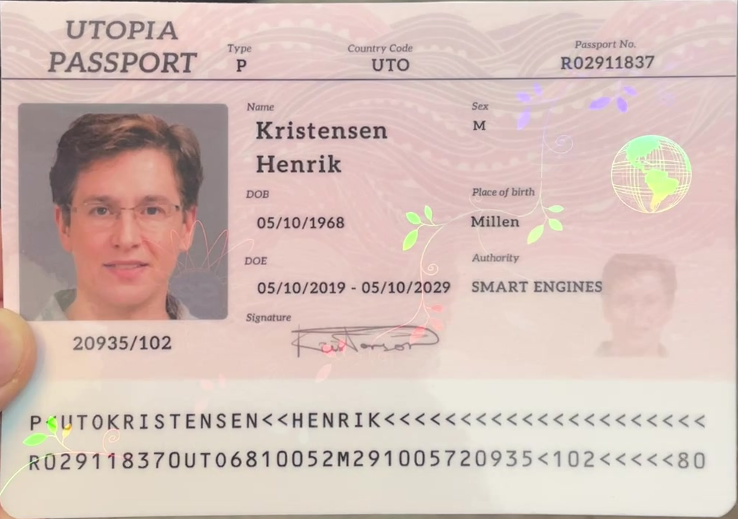 UTOPIA
PASSPORT
Type
P
Country Code
UTO
Passport No.
R02911837
Name
Kristensen
Henrik
Sex
M
DOB
05/10/1968
Place of birth
Millen
DOE
05/10/2019 - 05/10/2029
Authority
SMART ENGINES
Signature
20935/102
P<UTOKRISTENSEN<<HENRIK<<<<<<<<<<<<<<<<<<<<<
R029118370UTO6810052M291005720935<102<<<<<80